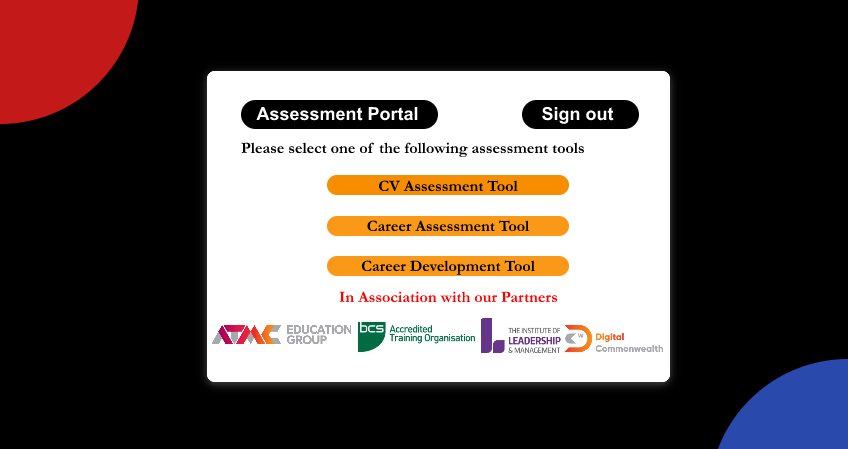 Assessment Portal
Sign out
Please select one of the following assessment tools
CV Assessment Tool
Career Assessment Tool
Career Development Tool
In Association with our Partners
ATMC EDUCATION
GROUP
bcs Accredited
Training Organisation
THE INSTITUTE OF
LEADERSHIP
& MANAGEMENT
CW
Digital
Commonwealth